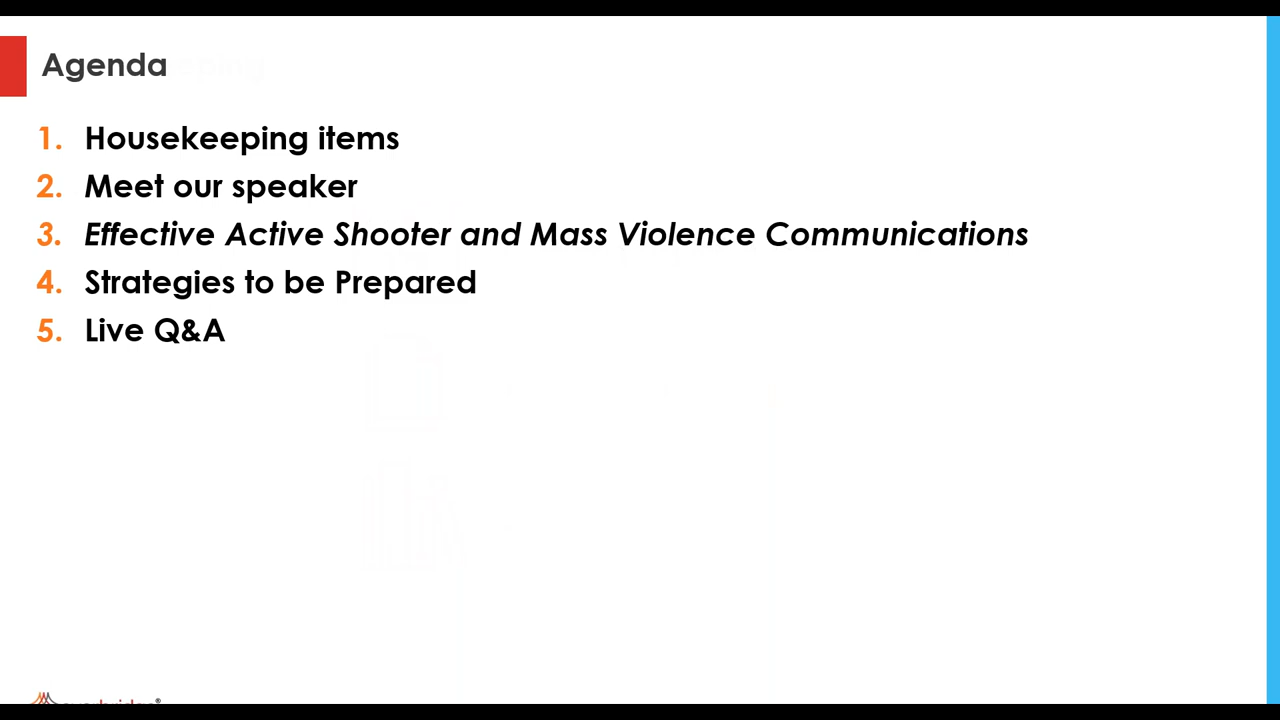 Agenda
1. Housekeeping items
2. Meet our speaker
3. Effective Active Shooter and Mass Violence Communications
4. Strategies to be Prepared
5. Live Q&A